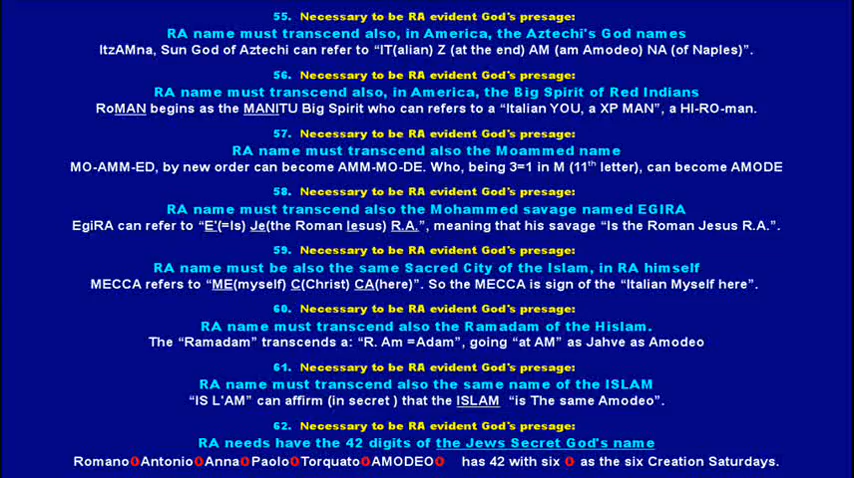 55. Necessary to be RA evident God's presage:
RA name must transcend also, in America, the Aztechi's God names
ItzAMna, Sun God of Aztechi can refer to “IT(alian) Z (at the end) AM (am Amodeo) NA (of Naples)”.
56. Necessary to be RA evident God's presage:
RA name must transcend also, in America, the Big Spirit of Red Indians
RoMAN begins as the MANITU Big Spirit who can refers to a “Italian YOU, a XP MAN”, a HI-RO-man.
57. Necessary to be RA evident God's presage:
RA name must transcend also the Moammed name
MO-AMM-ED, by new order can become AMM-MO-DE. Who, being 3=1 in M (11th letter), can become AMODE
58. Necessary to be RA evident God's presage:
RA name must transcend also the Mohammed savage named EGIRA
EgiRA can refer to “E'(=Is) Je(the Roman Iesus) R.A.”, meaning that his savage “Is the Roman Jesus R.A.”.
59. Necessary to be RA evident God's presage:
RA name must be also the same Sacred City of the Islam, in RA himself
MECCA refers to “ME(myself) C(Christ) CA(here)”. So the MECCA is sign of the “Italian Myself here”.
60. Necessary to be RA evident God's presage:
RA name must transcend also the Ramadam of the Hislam.
The “Ramadam” transcends a: “R. Am =Adam”, going “at AM” as Jahve as Amodeo
61. Necessary to be RA evident God's presage:
RA name must transcend also the same name of the ISLAM
“IS L'AM” can affirm (in secret ) that the ISLAM “is The same Amodeo”.
62. Necessary to be RA evident God's presage:
RA needs have the 42 digits of the Jews Secret God's name
Romano0Antonio0Anna0Paolo0Torquato0AMODEO0 has 42 with six 0 as the six Creation Saturdays.